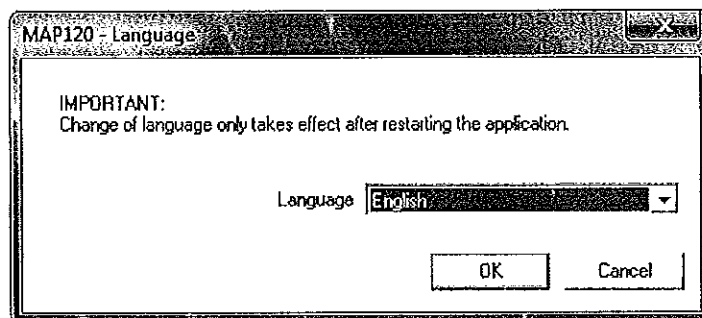 MAP120 - Language
IMPORTANT:
Change of language only takes effect after restarting the application.
Language English
OK Cancel